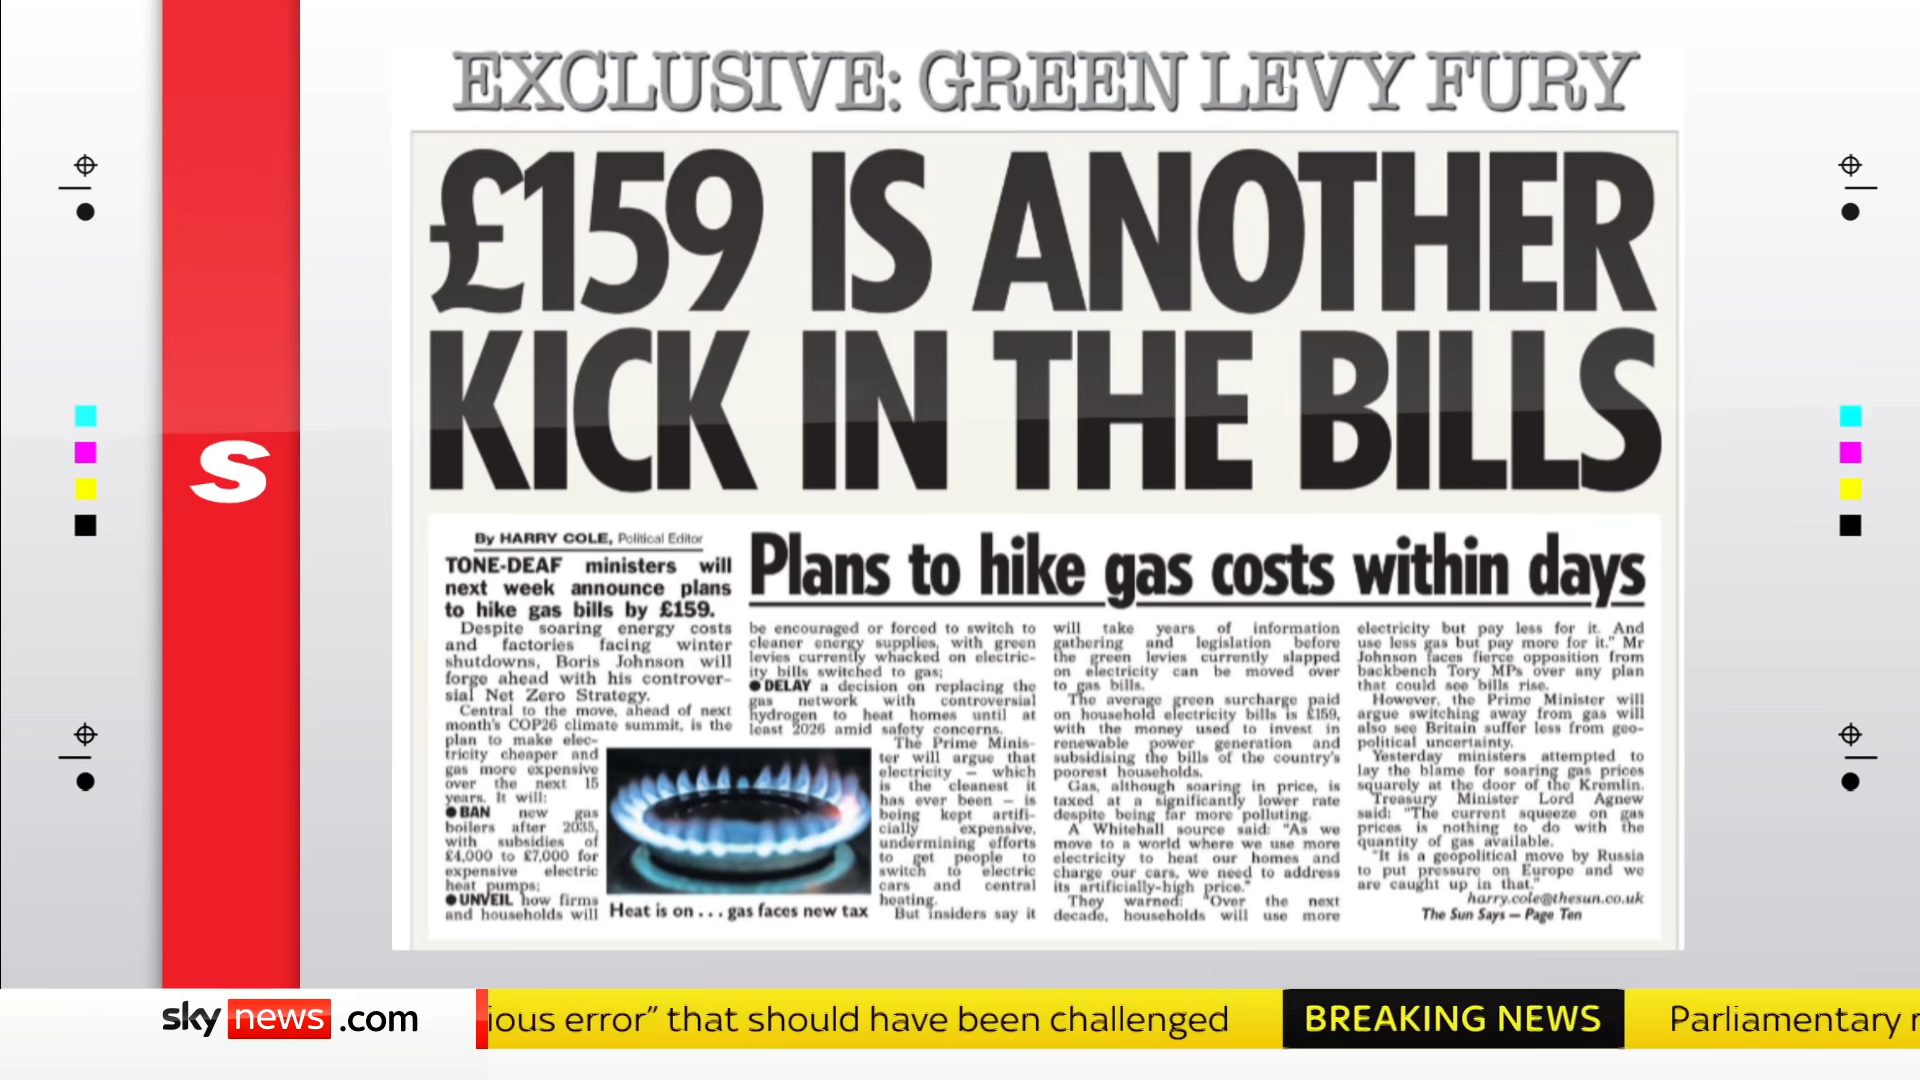 EXCLUSIVE: GREEN LEVY FURY
£159 IS ANOTHER
KICK IN THE BILLS
By HARRY COLE, Political Editor
TONE-DEAF ministers will
next week announce plans
to hike gas bills by £159.
Despite soaring energy costs
and factories facing winter
shutdowns, Boris Johnson will
forge ahead with his controver-
sial Net Zero Strategy.
Central to the move, ahead of next
month's COP26 climate summit, is the
plan to make elec-
tricity cheaper and
gas more expensive
over the next 15
years. It will:
●BAN new gas
boilers after 2035,
with subsidies of
£4,000 to £7,000 for
expensive electric
heat pumps;
●UNVEIL how firms
and households will
Heat is on . . . gas faces new tax
Plans to hike gas costs within days
be encouraged or forced to switch to
cleaner energy supplies, with green
levies currently whacked on electric-
ity bills switched to gas;
●DELAY a decision on replacing the
gas network with controversial
hydrogen to heat homes until at
least 2026 amid safety concerns.
The Prime Minis-
ter will argue that
electricity — which
is the cleanest it
has ever been — is
being kept artifi-
cially expensive,
undermining efforts
to get people to
switch to electric
cars and central
heating.
But insiders say it
will take years of information
gathering and legislation before
the green levies currently slapped
on electricity can be moved over
to gas bills.
The average green surcharge paid
on household electricity bills is £159,
with the money used to invest in
renewable power generation and
subsidising the bills of the country's
poorest households.
Gas, although soaring in price, is
taxed at a significantly lower rate
despite being far more polluting.
A Whitehall source said: "As we
move to a world where we use more
electricity to heat our homes and
charge our cars, we need to address
its artificially-high price."
They warned: "Over the next
decade, households will use more
electricity but pay less for it. And
use less gas but pay more for it." Mr
Johnson faces fierce opposition from
backbench Tory MPs over any plan
that could see bills rise.
However, the Prime Minister will
argue switching away from gas will
also see Britain suffer less from geo-
political uncertainty.
Yesterday ministers attempted to
lay the blame for soaring gas prices
squarely at the door of the Kremlin.
Treasury Minister Lord Agnew
said: "The current squeeze on gas
prices is nothing to do with the
quantity of gas available.
"It is a geopolitical move by Russia
to put pressure on Europe and we
are caught up in that."
harry.cole@thesun.co.uk
The Sun Says — Page Ten
S
sky news .com
ious error” that should have been challenged BREAKING NEWS Parliamentary